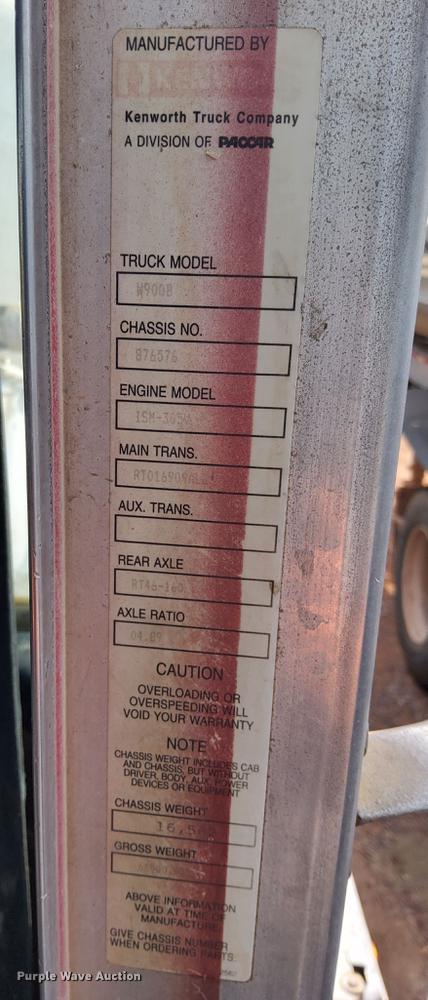 MANUFACTURED BY
Kenworth Truck Company
A DIVISION OF PACCAR
TRUCK MODEL
W900B
CHASSIS NO.
876576
ENGINE MODEL
MAIN TRANS.
AUX. TRANS.
REAR AXLE
RT46-160
AXLE RATIO
CAUTION
OVERLOADING OR
OVERSPEEDING WILL
VOID YOUR WARRANTY
NOTE
CHASSIS WEIGHT INCLUDES CAB
AND CHASSIS, BUT WITHOUT
DRIVER, BODY, AUX. POWER
DEVICES OR EQUIPMENT
CHASSIS WEIGHT
GROSS WEIGHT
ABOVE INFORMATION
VALID AT TIME OF
MANUFACTURE
GIVE CHASSIS NUMBER
WHEN ORDERING PARTS
Purple Wave Auction